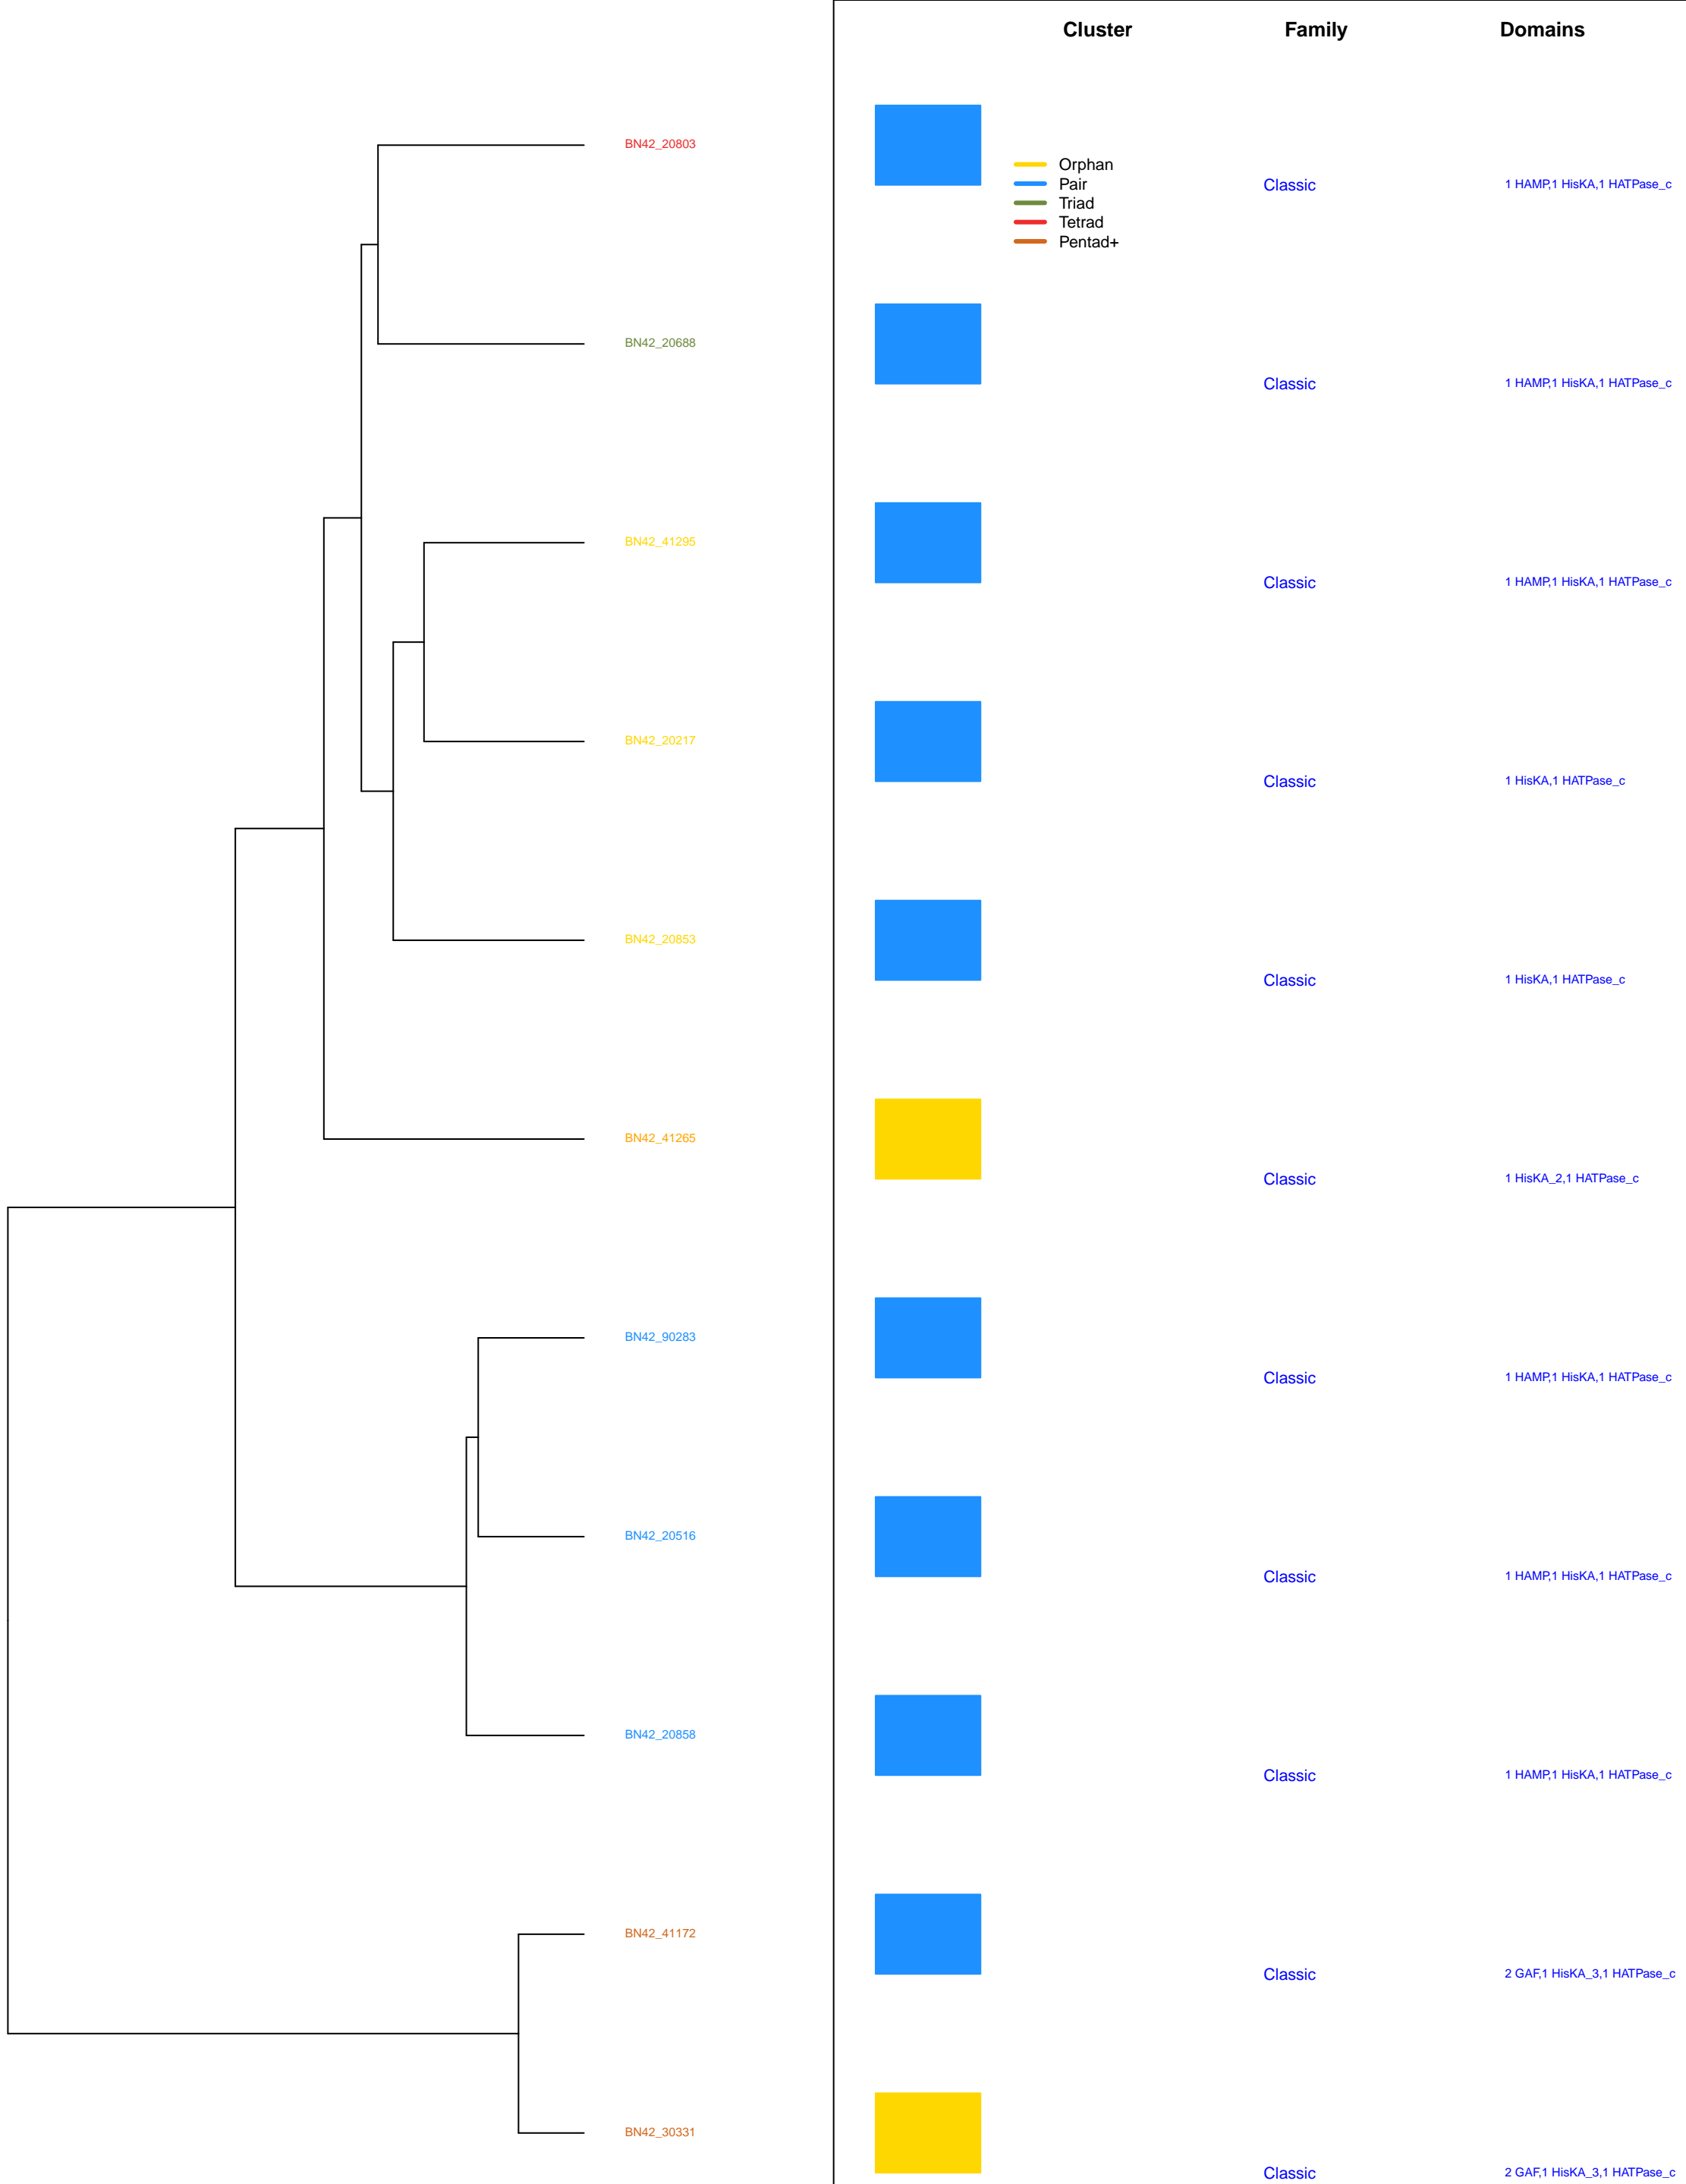 Cluster Family Domains
BN42_20803
Orphan
Pair
Triad
Tetrad
Pentad+
Classic 1 HAMP,1 HisKA,1 HATPase_c
BN42_20688
Classic 1 HAMP,1 HisKA,1 HATPase_c
BN42_41295
Classic 1 HAMP,1 HisKA,1 HATPase_c
BN42_20217
Classic 1 HisKA,1 HATPase_c
BN42_20853
Classic 1 HisKA,1 HATPase_c
BN42_41265
Classic 1 HisKA_2,1 HATPase_c
BN42_90283
Classic 1 HAMP,1 HisKA,1 HATPase_c
BN42_20516
Classic 1 HAMP,1 HisKA,1 HATPase_c
BN42_20858
Classic 1 HAMP,1 HisKA,1 HATPase_c
BN42_41172
Classic 2 GAF,1 HisKA_3,1 HATPase_c
BN42_30331
Classic 2 GAF,1 HisKA_3,1 HATPase_c